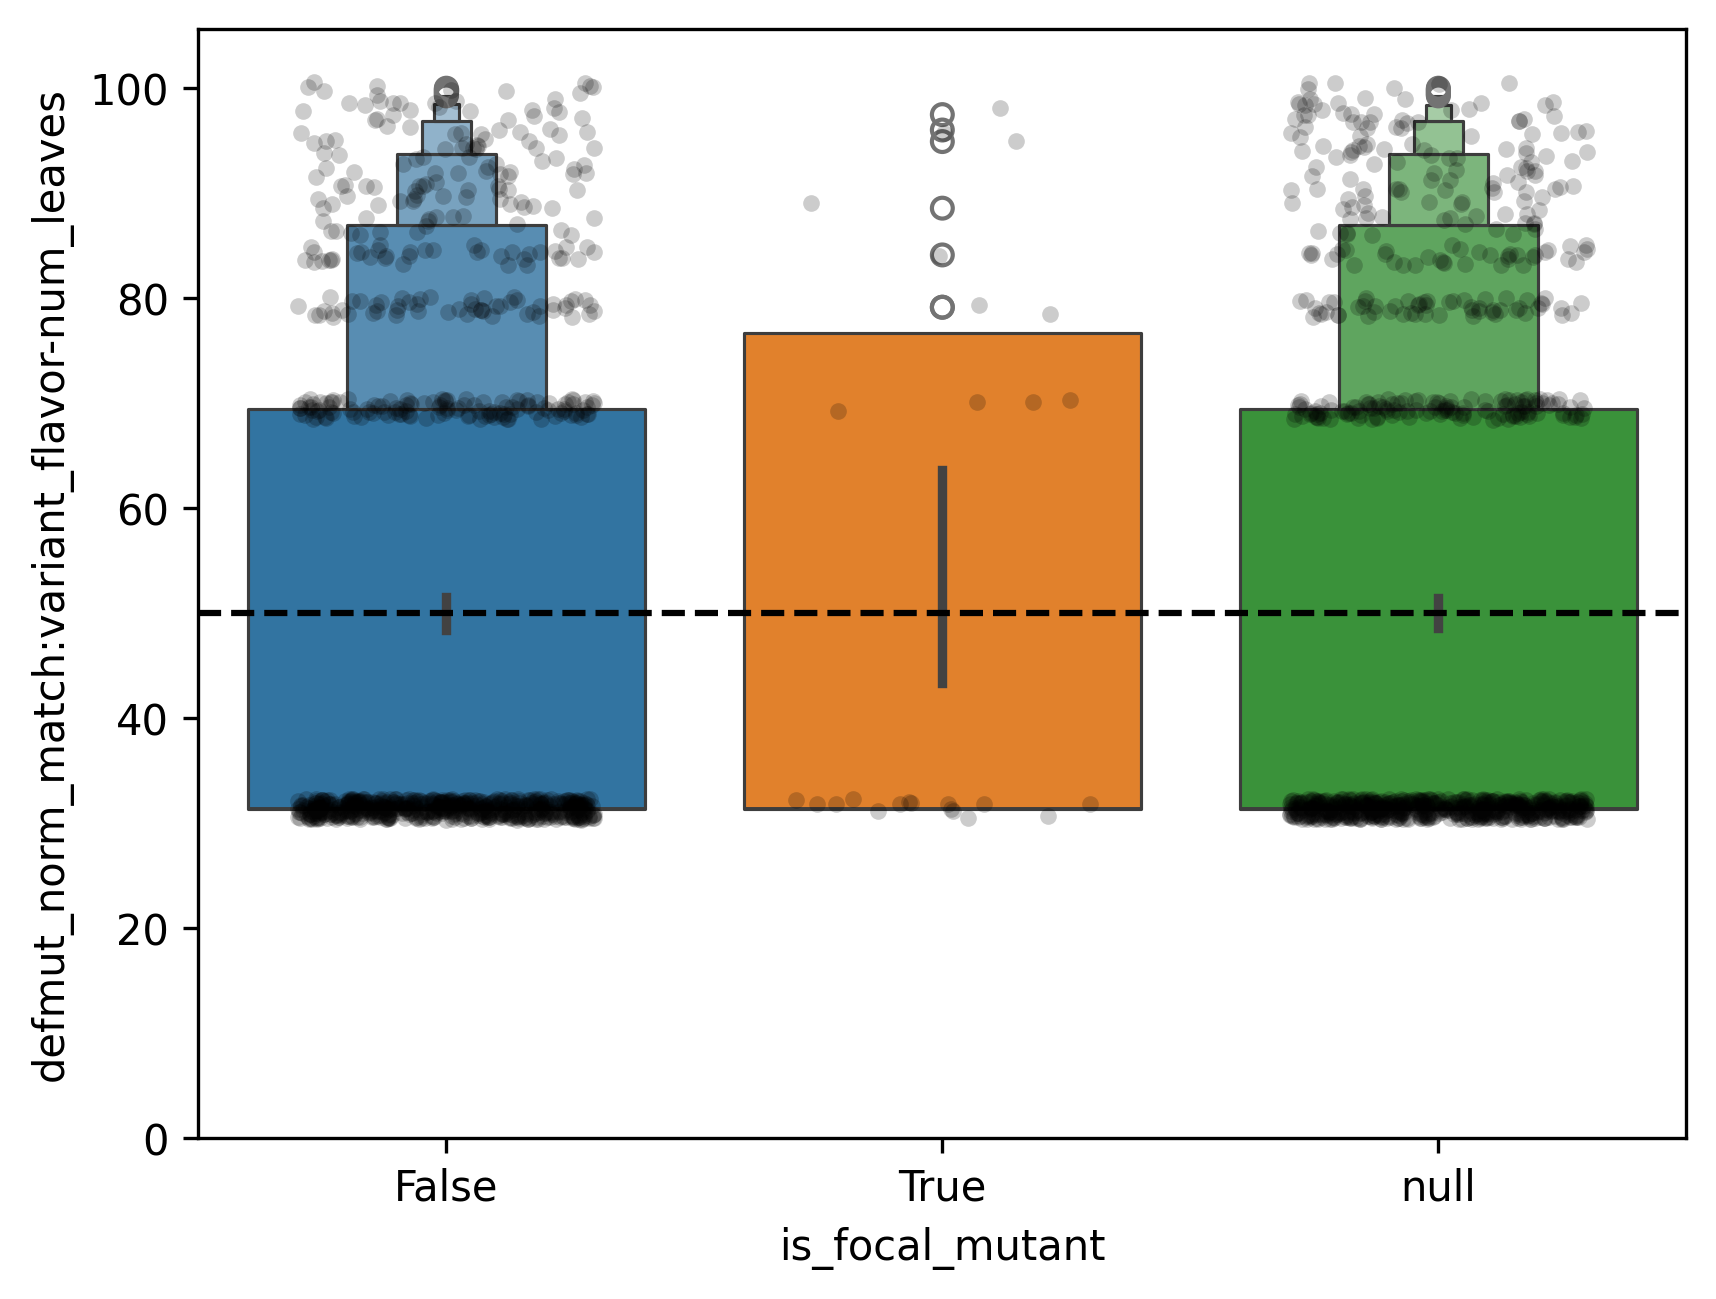 defmut_norm_match:variant_flavor-num_leaves
100
80
60
40
20
0
False True null
is_focal_mutant